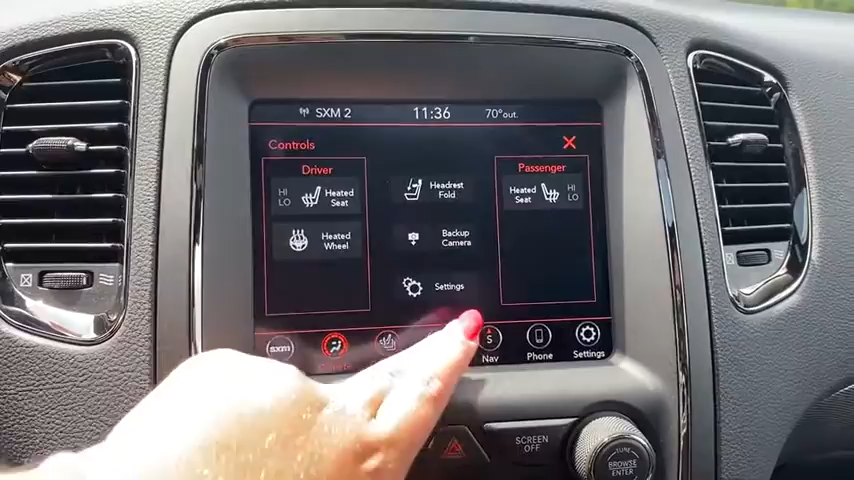 SXM 2
11:36
70° out.
Controls
Driver
Passenger
HI
LO
Heated
Seat
Headrest
Fold
Heated
Seat
HI
LO
Heated
Wheel
Backup
Camera
Settings
sxm
S
Nav
Phone
Settings
SCREEN
OFF
TUNE
BROWSE
ENTER